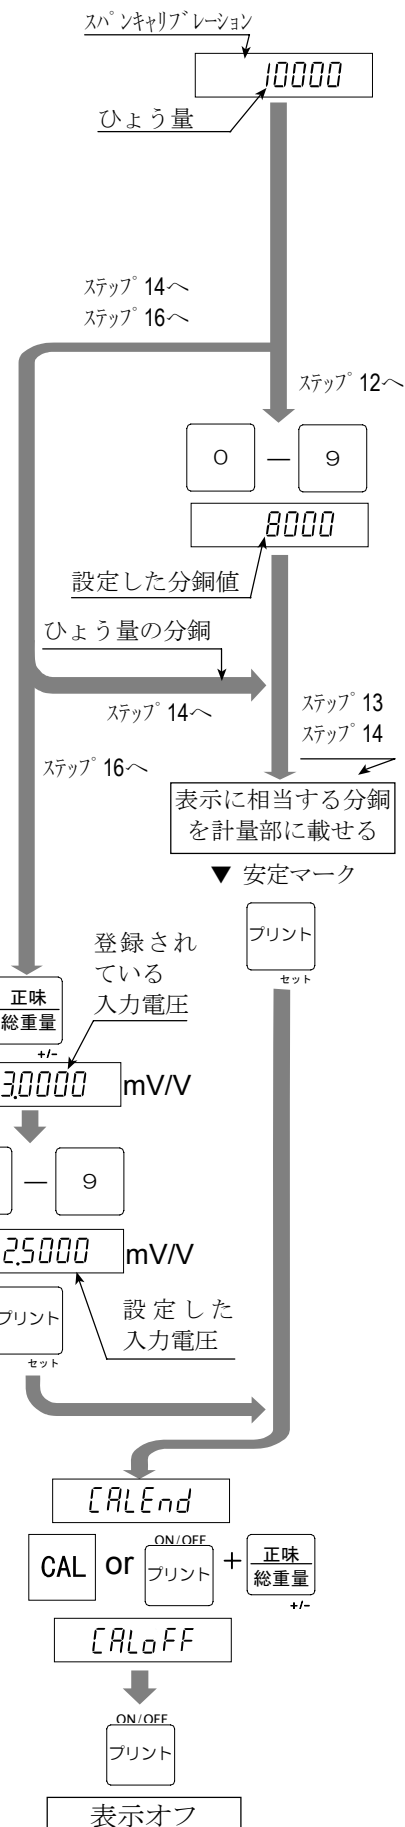 スパンキャリブレーション
10000
ひょう量
ステップ 14へ
ステップ 16へ
ステップ 12へ
0 － 9
8000
設定した分銅値
ひょう量の分銅
ステップ 14へ
ステップ 13
ステップ 14
ステップ 16へ
表示に相当する分銅
を計量部に載せる
▼ 安定マーク
プリント
セット
登録され
ている
入力電圧
正味
総重量
+/-
3.0000 mV/V
－ 9
2.5000 mV/V
プリント
セット
設定した
入力電圧
CALEnd
CAL or ON/OFF プリント + 正味
総重量
+/-
CALoFF
ON/OFF
プリント
表示オフ